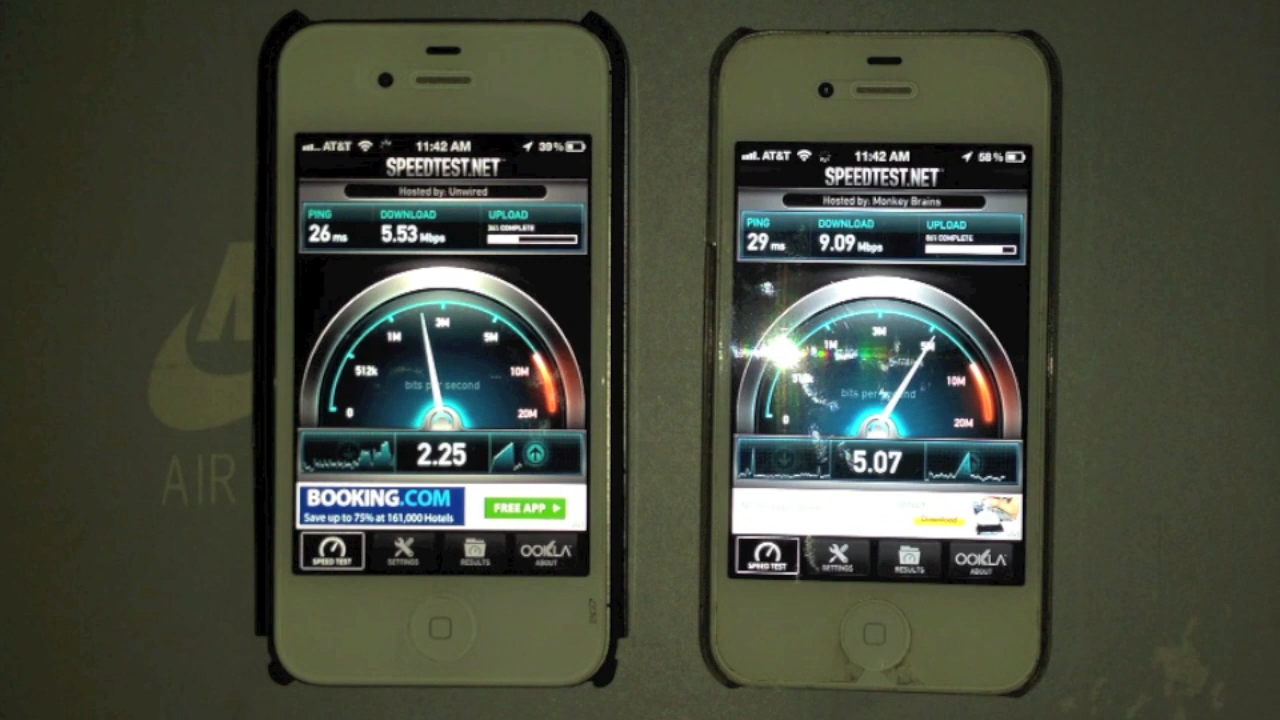 AT&T 11:42 AM 39%
SPEEDTEST.NET
Hosted by: Unwired
PING DOWNLOAD UPLOAD
26 ms 5.53 Mbps
COMPLETE
3M
1M 5M
512k 10M
bits per second
0 20M
2.25
BOOKING.COM
Save up to 75% at 161,000 Hotels
FREE APP
SPEED TEST SETTINGS RESULTS OOKLA
ABOUT
AT&T 11:42 AM 58%
SPEEDTEST.NET
Hosted by: Monkey Brains
PING DOWNLOAD UPLOAD
29 ms 9.09 Mbps
COMPLETE
3M
1M 5M
10M
0 20M
5.07
Download
SPEED TEST SETTINGS RESULTS OOKLA
ABOUT
AIR